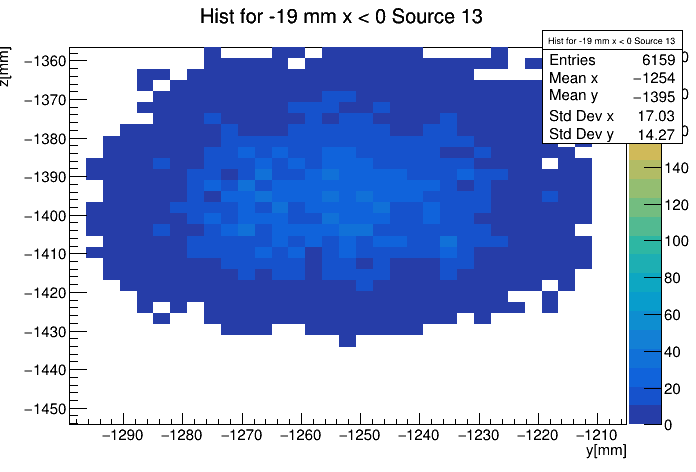 Hist for -19 mm x < 0 Source 13
z[mm]
Hist for -19 mm x < 0 Source 13
Entries 6159
Mean x −1254
Mean y −1395
Std Dev x 17.03
Std Dev y 14.27
−1360
−1370
−1380
−1390
−1400
−1410
−1420
−1430
−1440
−1450
140
120
100
80
60
40
20
0
−1290 −1280 −1270 −1260 −1250 −1240 −1230 −1220 −1210
y[mm]